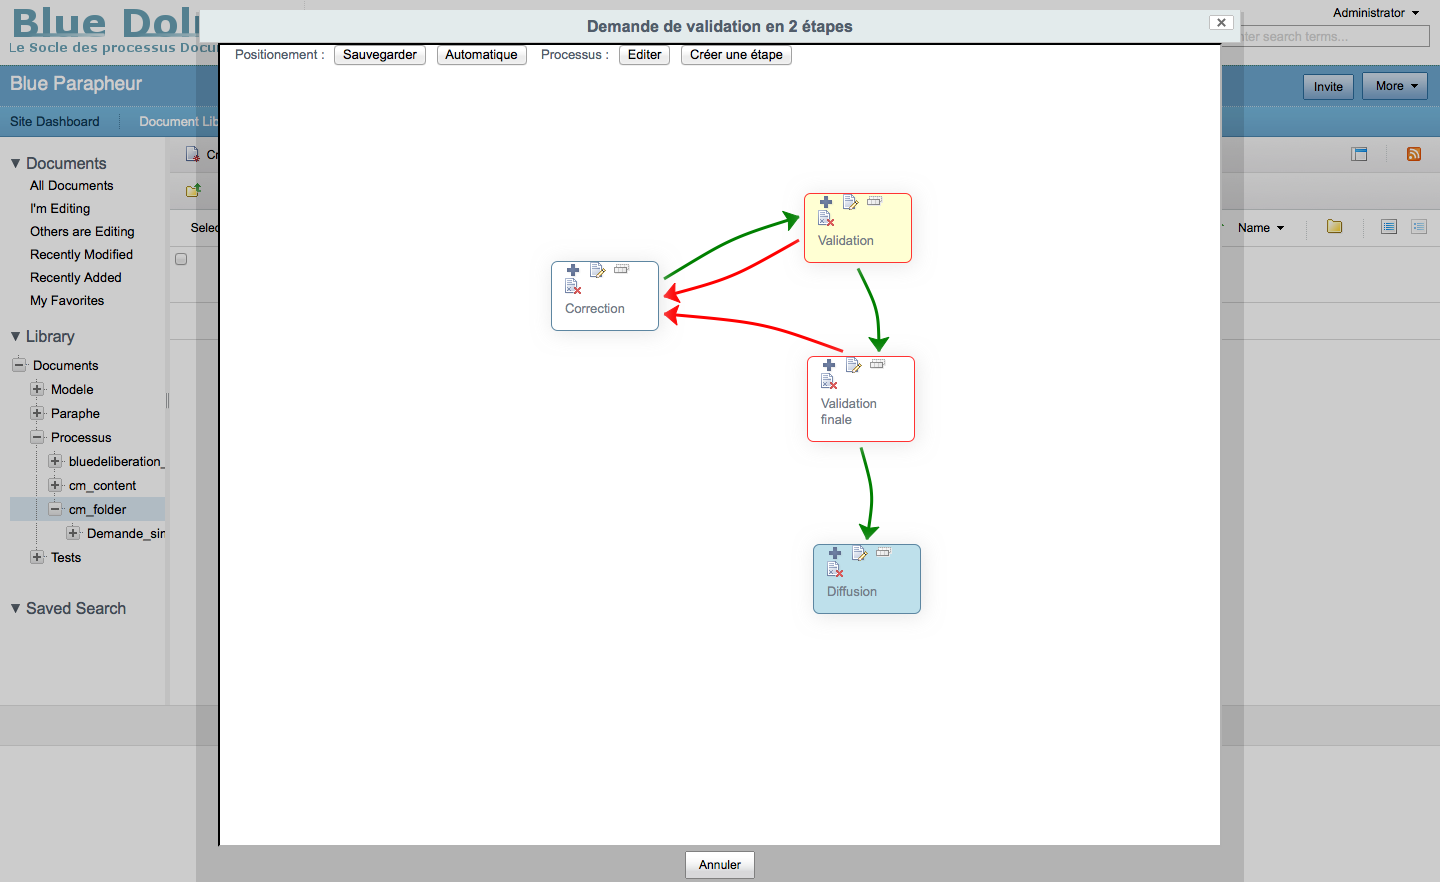 Blue Dol
Le Socle des processus Docu
Administrator
nter search terms...
Demande de validation en 2 étapes
Positionement :
Sauvegarder
Automatique
Processus :
Editer
Créer une étape
Blue Parapheur
Invite
More
Site Dashboard
Document Lib
Documents
All Documents
I'm Editing
Others are Editing
Recently Modified
Recently Added
My Favorites
Library
Documents
Modele
Paraphe
Processus
bluedeliberation_
cm_content
cm_folder
Demande_sin
Tests
Saved Search
Cr
Selec
Name
Validation
Correction
Validation
finale
Diffusion
Annuler